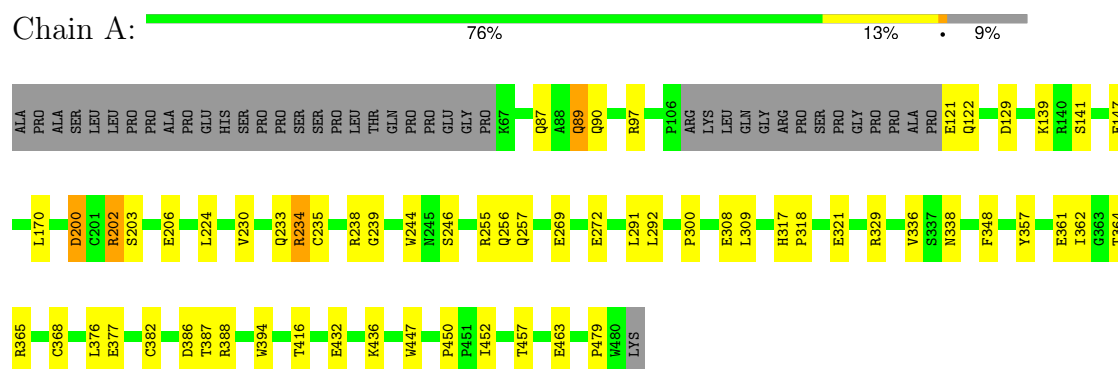 Chain A:
76% 13% • 9%
ALA PRO ALA SER LEU LEU PRO PRO ALA PRO GLU HIS SER PRO PRO SER SER PRO LEU THR GLN PRO PRO GLU GLY PRO K67 Q87 A88 Q89 Q90 R97 P106 ARG LYS LEU GLN GLY ARG PRO SER PRO GLY PRO PRO ALA PRO E121 Q122 D129 K139 R140 S141
L170 D200 C201 R202 S203 E206 L224 V230 Q233 R234 C235 R238 G239 W244 N245 S246 R255 Q256 Q257 E269 E272 L291 L292 P300 E308 L309 H317 P318 E321 R329 V336 S337 N338 F348 Y357 E361 I362 G363 T364
R365 C368 L376 E377 C382 D386 T387 R388 W394 T416 E432 K436 W447 P450 P451 I452 T457 E463 P479 W480 LYS